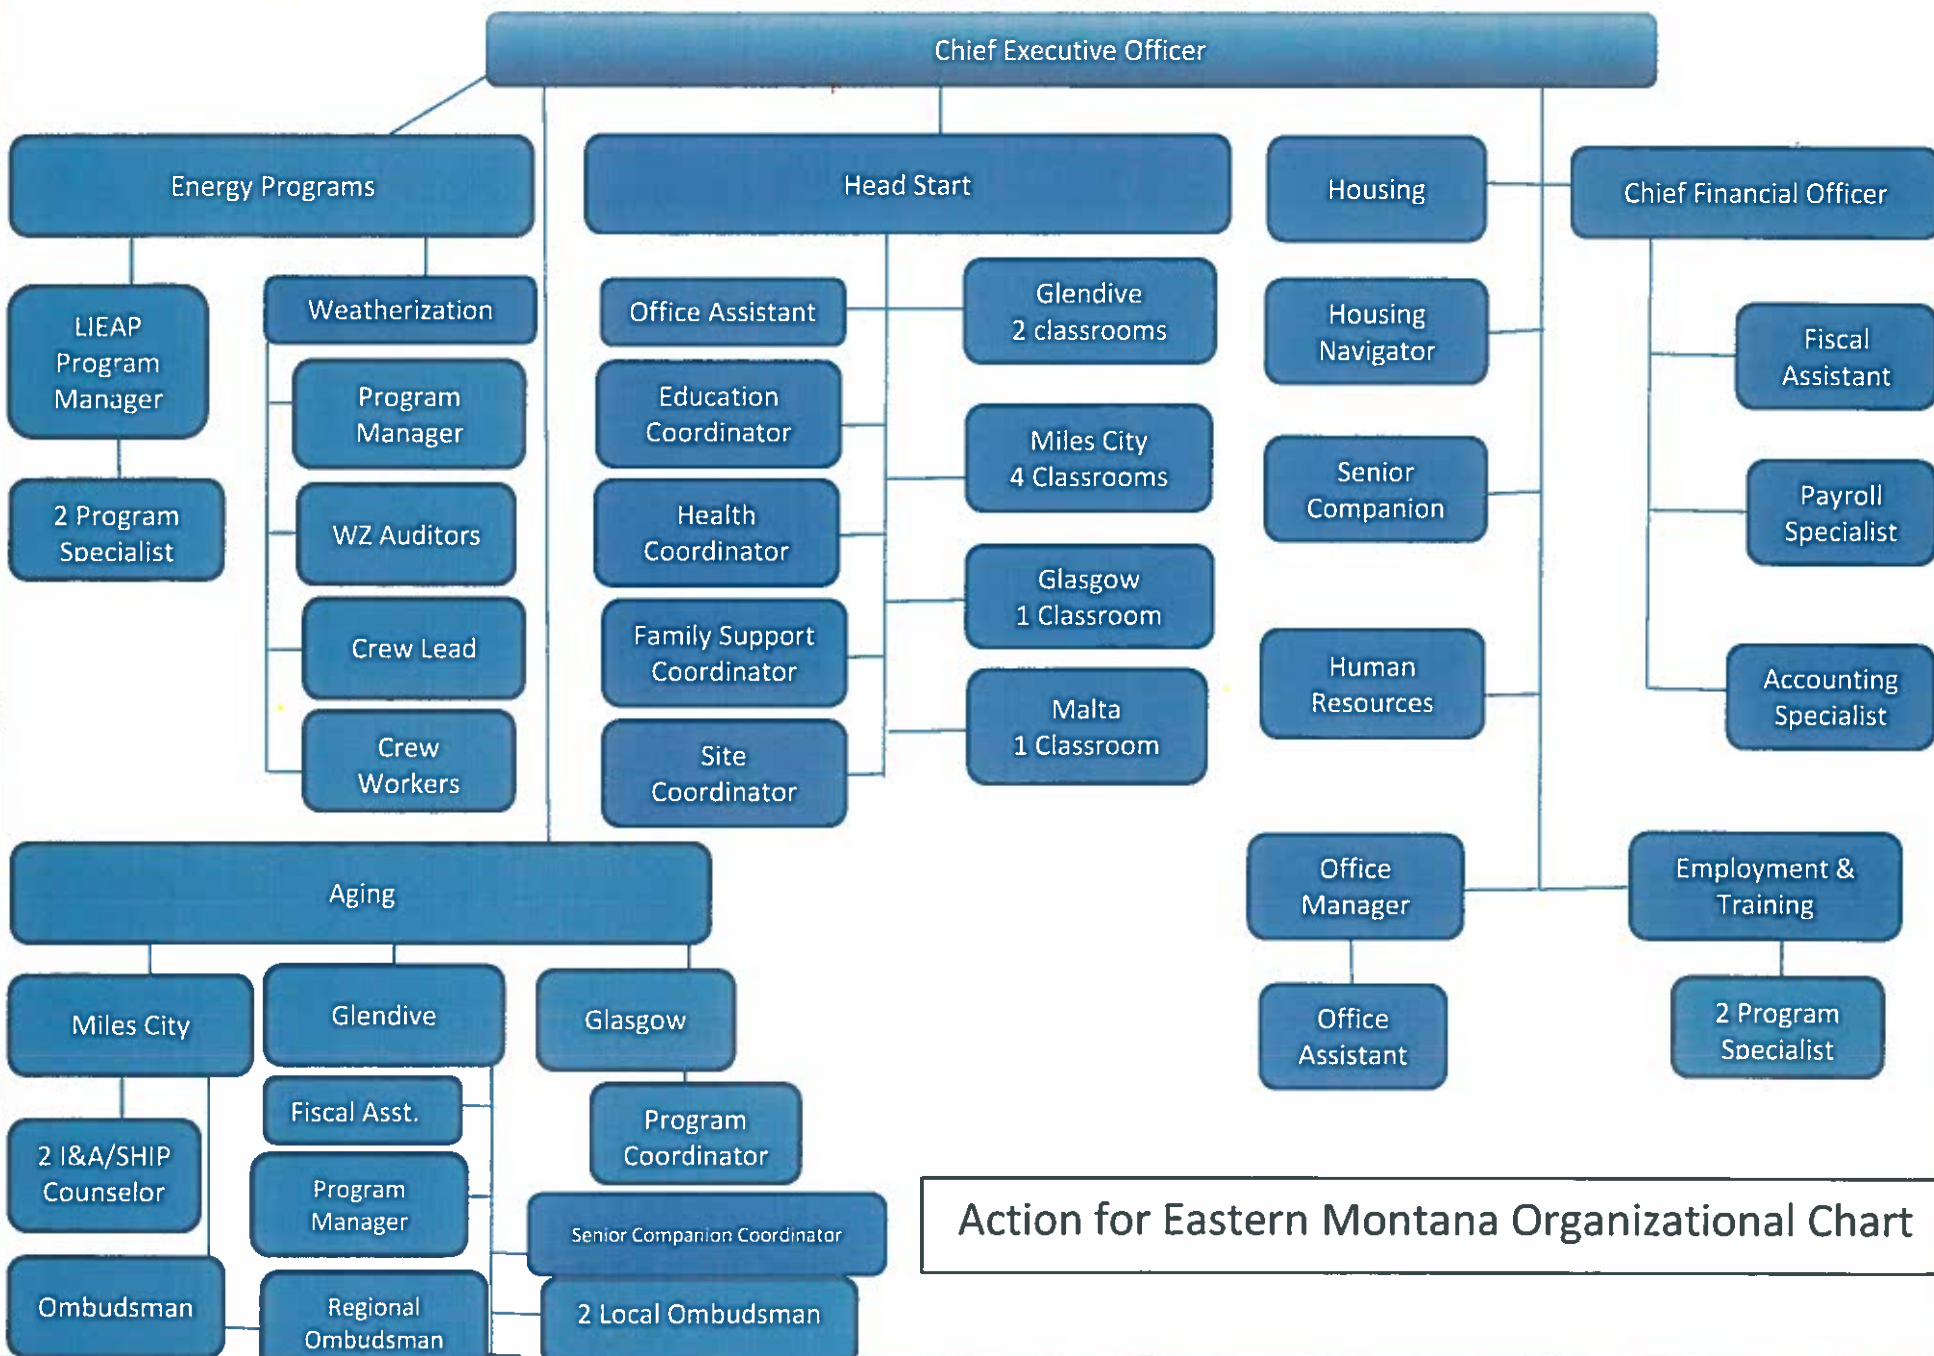 Chief Executive Officer
Energy Programs
Head Start
Housing
Chief Financial Officer
LIEAP
Program
Manager
2 Program
Specialist
Weatherization
Program
Manager
WZ Auditors
Crew Lead
Crew
Workers
Office Assistant
Education
Coordinator
Health
Coordinator
Family Support
Coordinator
Site
Coordinator
Glendive
2 classrooms
Miles City
4 Classrooms
Glasgow
1 Classroom
Malta
1 Classroom
Housing
Navigator
Senior
Companion
Human
Resources
Fiscal
Assistant
Payroll
Specialist
Accounting
Specialist
Office
Manager
Office
Assistant
Employment &
Training
2 Program
Specialist
Aging
Miles City
2 I&A/SHIP
Counselor
Ombudsman
Glendive
Fiscal Asst.
Program
Manager
Regional
Ombudsman
Glasgow
Program
Coordinator
Senior Companion Coordinator
2 Local Ombudsman
Action for Eastern Montana Organizational Chart